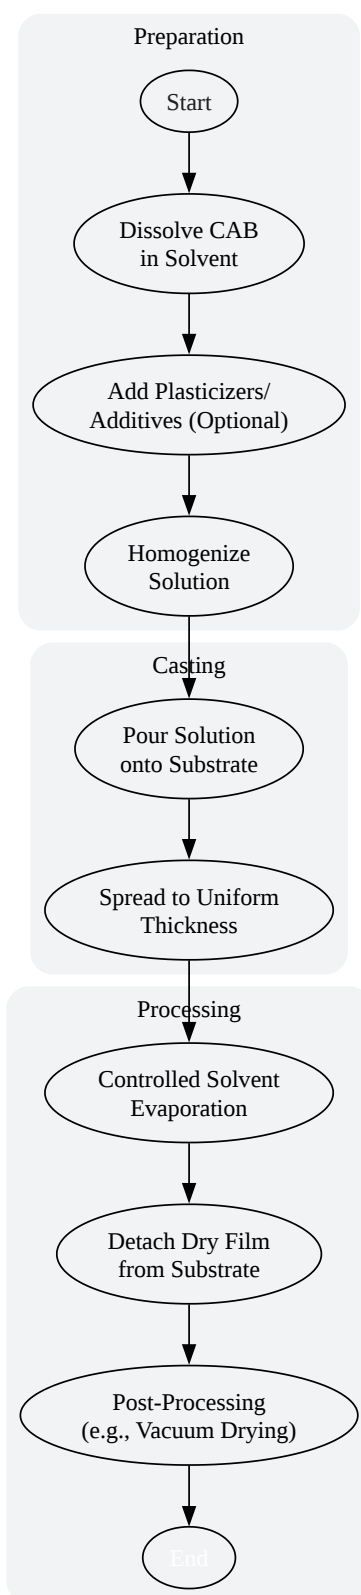 Preparation
Start
Dissolve CAB
in Solvent
Add Plasticizers/
Additives (Optional)
Homogenize
Solution
Casting
Pour Solution
onto Substrate
Spread to Uniform
Thickness
Processing
Controlled Solvent
Evaporation
Detach Dry Film
from Substrate
Post-Processing
(e.g., Vacuum Drying)
End